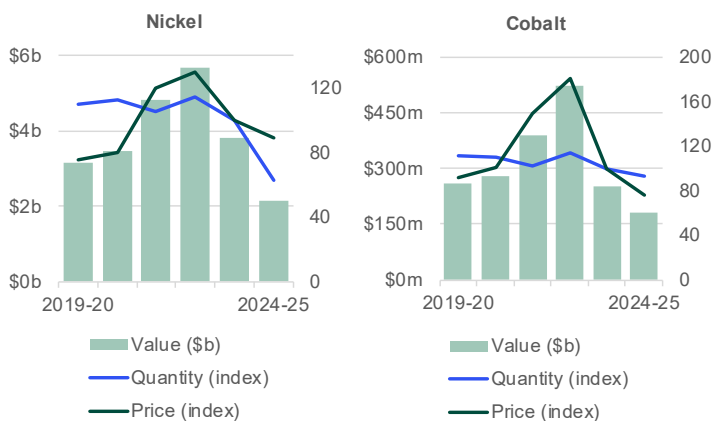 Nickel
$6b
$4b
$2b
$0b
120
80
40
0
2019-20
2024-25
Value ($b)
Quantity (index)
Price (index)
Cobalt
$600m
$450m
$300m
$150m
$0m
200
160
120
80
40
0
2019-20
2024-25
Value ($b)
Quantity (index)
Price (index)